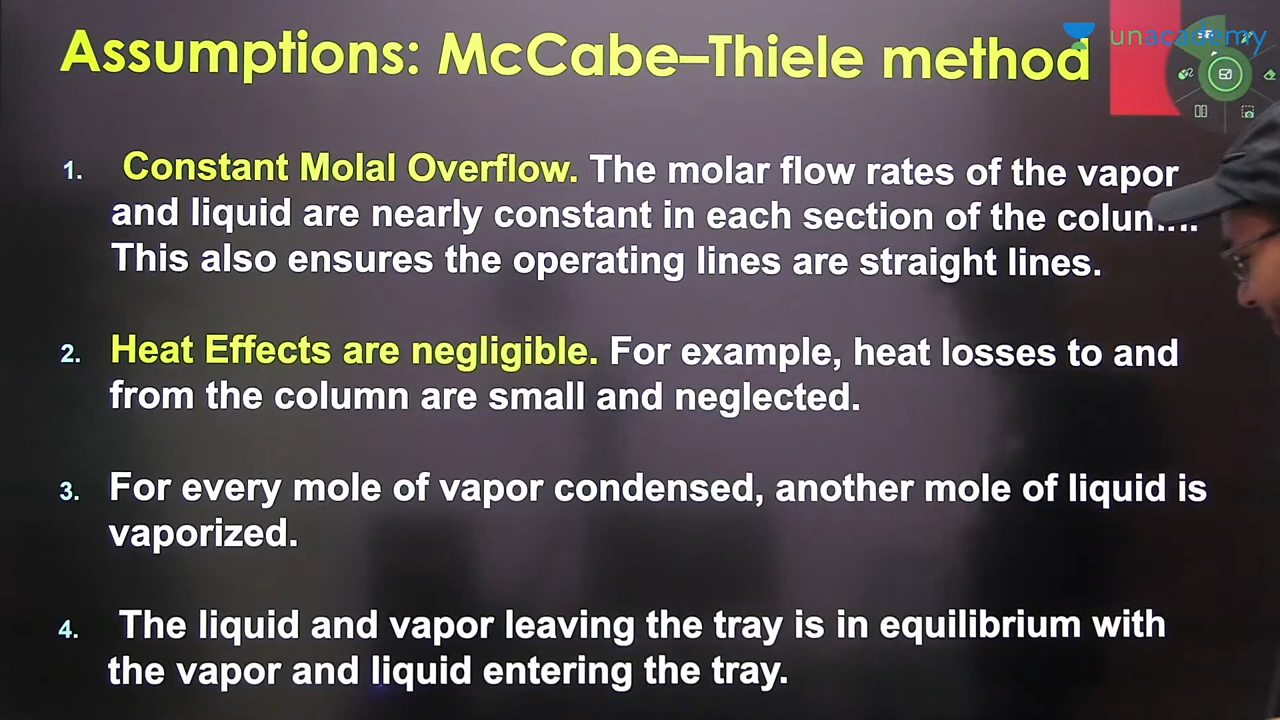 Assumptions: McCabe–Thiele method
unacademy
1. Constant Molal Overflow. The molar flow rates of the vapor
and liquid are nearly constant in each section of the
This also ensures the operating lines are straight lines.
2. Heat Effects are negligible. For example, heat losses to and
from the column are small and neglected.
3. For every mole of vapor condensed, another mole of liquid is
vaporized.
4. The liquid and vapor leaving the tray is in equilibrium with
the vapor and liquid entering the tray.